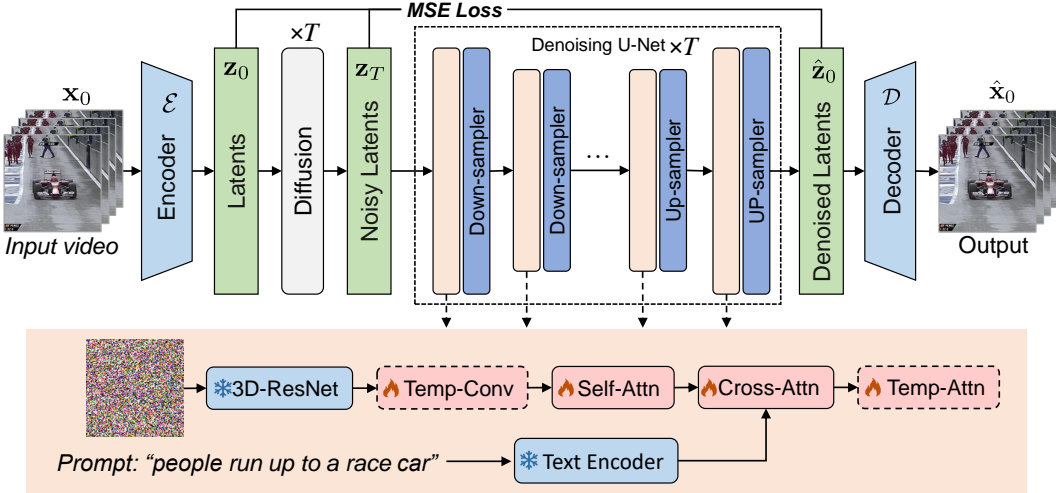 MSE Loss
×T
Denoising U-Net ×T
x₀
ℰ
Encoder
z₀
Latents
Diffusion
z_T
Noisy Latents
Down-sampler
Down-sampler
...
Up-sampler
UP-sampler
ẑ₀
Denoised Latents
𝒟
Decoder
x̂₀
Input video
Output
3D-ResNet
Temp-Conv
Self-Attn
Cross-Attn
Temp-Attn
Prompt: “people run up to a race car”
Text Encoder